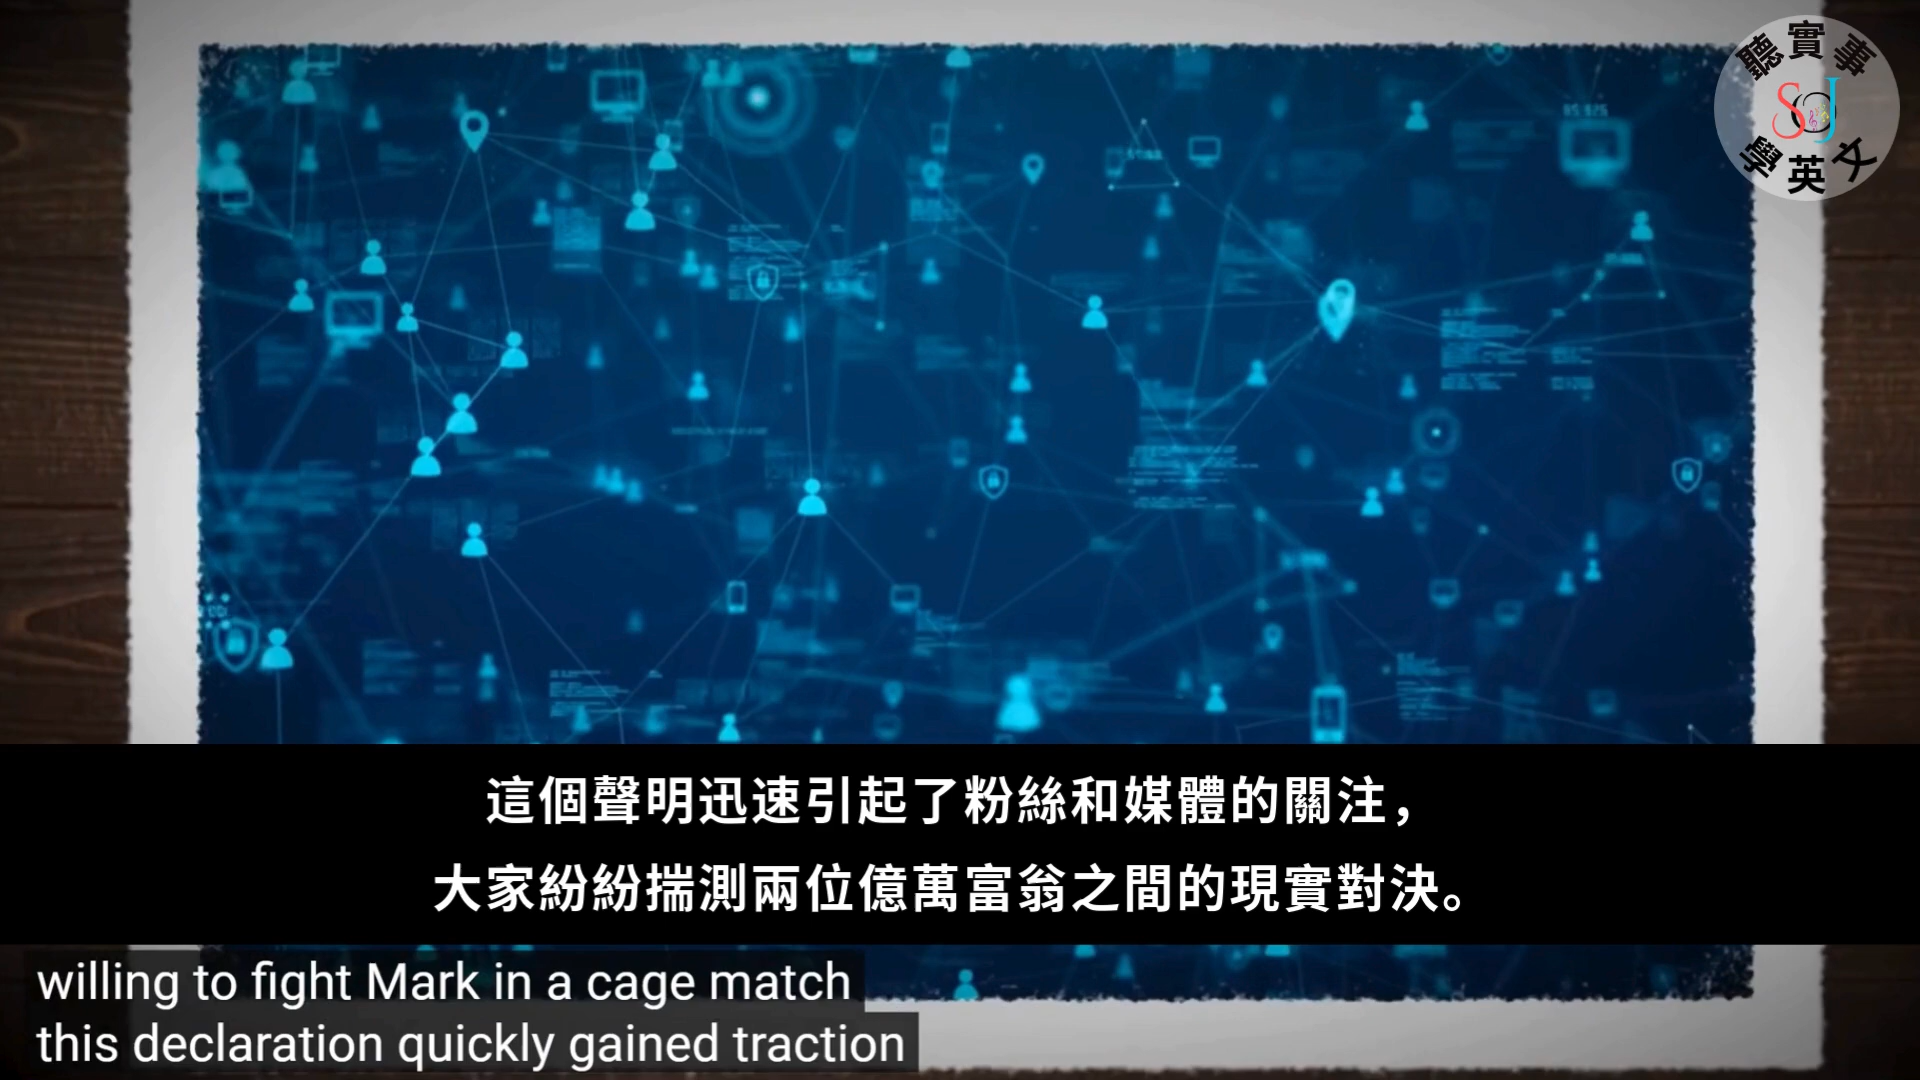 聽實事
SOJ
學英文
這個聲明迅速引起了粉絲和媒體的關注，
大家紛紛揣測兩位億萬富翁之間的現實對決。
willing to fight Mark in a cage match
this declaration quickly gained traction